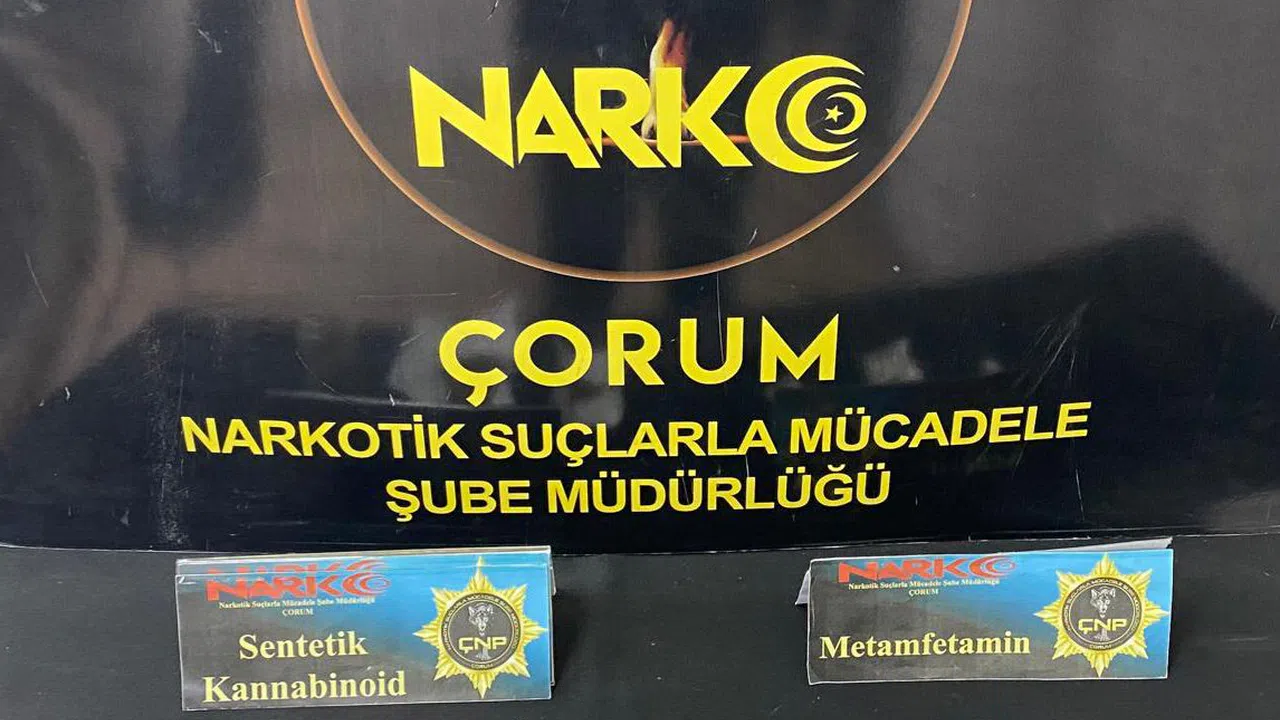 NARKO
ÇORUM
NARKOTİK SUÇLARLA MÜCADELE
ŞUBE MÜDÜRLÜĞÜ
NARKO
Narkotik Suçlarla Mücadele Şube Müdürlüğü
ÇORUM
Sentetik
Kannabinoid
ÇNP
NARKO
Narkotik Suçlarla Mücadele Şube Müdürlüğü
ÇORUM
Metamfetamin
ÇNP